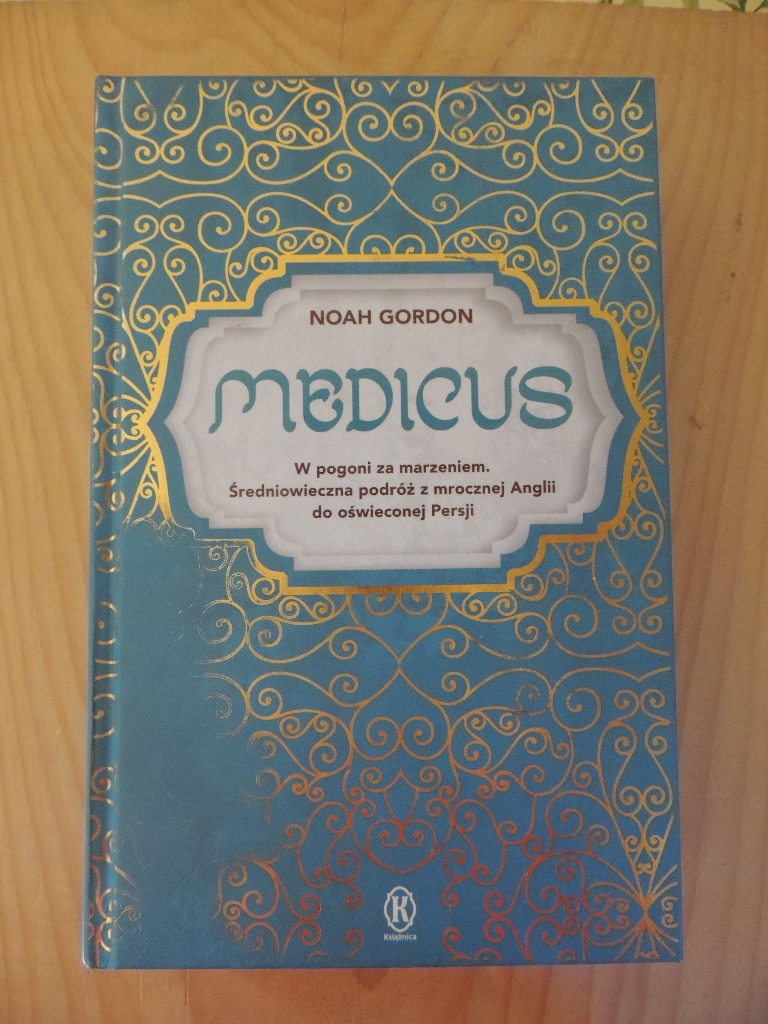 NOAH GORDON
MEDICUS
W pogoni za marzeniem.
Średniowieczna podróż z mrocznej Anglii
do oświeconej Persji
K
Książnica